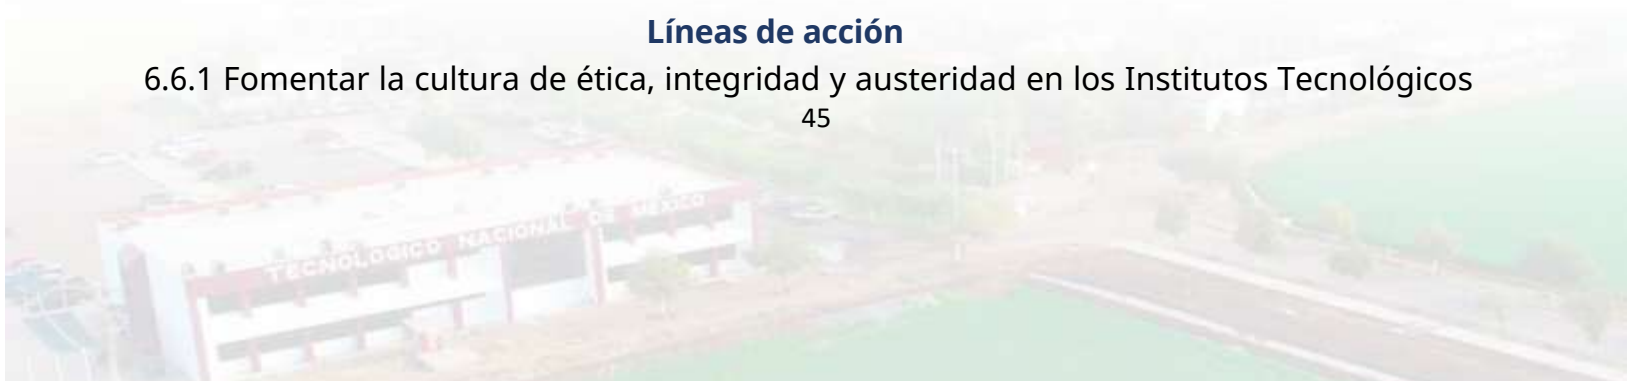 Líneas de acción
6.6.1 Fomentar la cultura de ética, integridad y austeridad en los Institutos Tecnológicos
45
TECNOLOGICO NACIONAL DE MEXICO